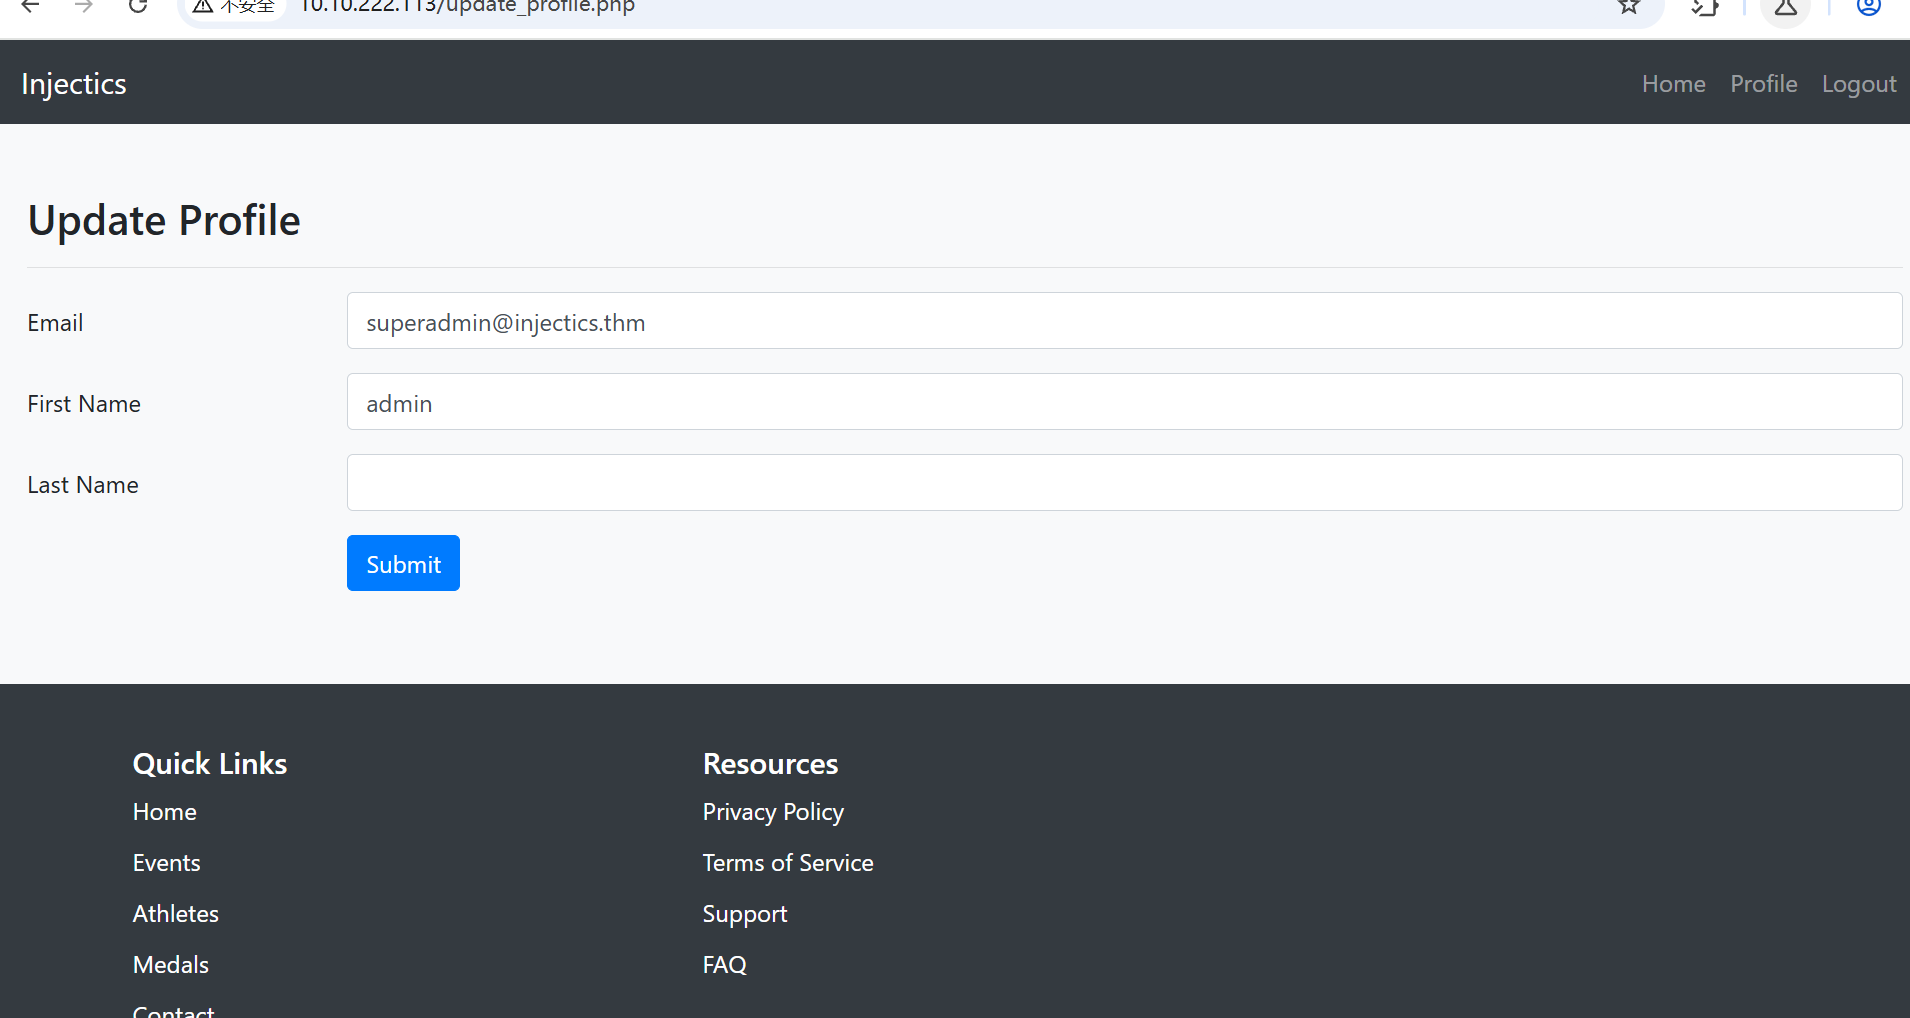 不安全 10.10.222.113/update_profile.php
Injectics Home Profile Logout
Update Profile
Email superadmin@injectics.thm
First Name admin
Last Name
Submit
Quick Links
Home
Events
Athletes
Medals
Contact
Resources
Privacy Policy
Terms of Service
Support
FAQ